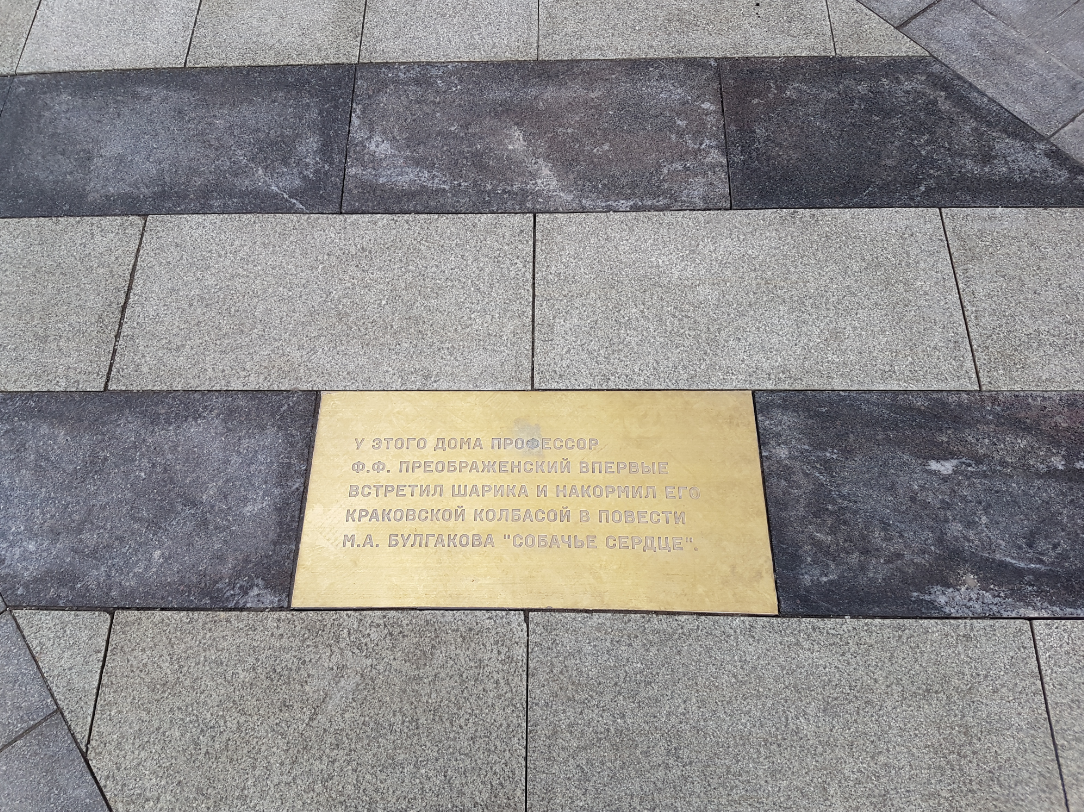 У ЭТОГО ДОМА ПРОФЕССОР
Ф.Ф. ПРЕОБРАЖЕНСКИЙ ВПЕРВЫЕ
ВСТРЕТИЛ ШАРИКА И НАКОРМИЛ ЕГО
КРАКОВСКОЙ КОЛБАСОЙ В ПОВЕСТИ
М.А. БУЛГАКОВА "СОБАЧЬЕ СЕРДЦЕ"